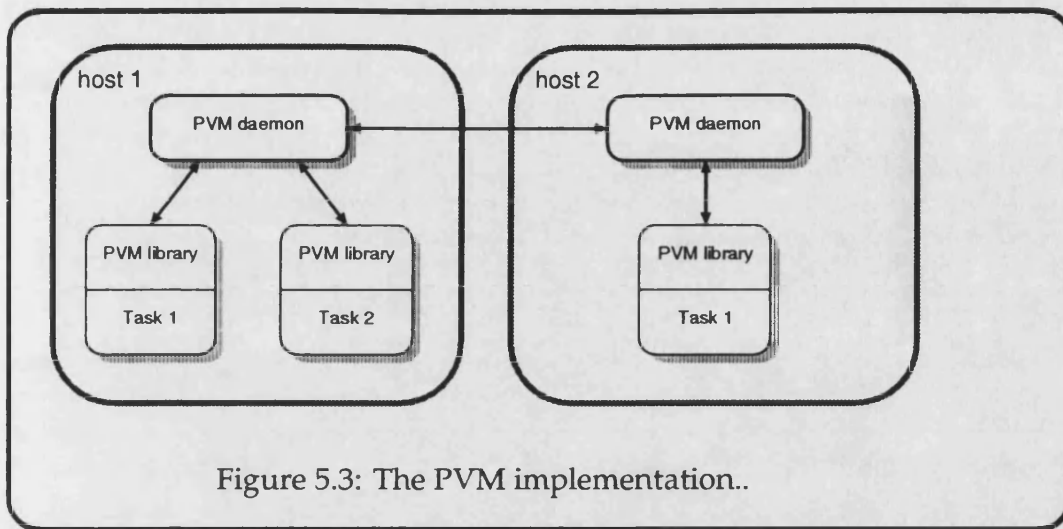 host 1
PVM daemon
PVM library
Task 1
PVM library
Task 2
host 2
PVM daemon
PVM library
Task 1
Figure 5.3: The PVM implementation..